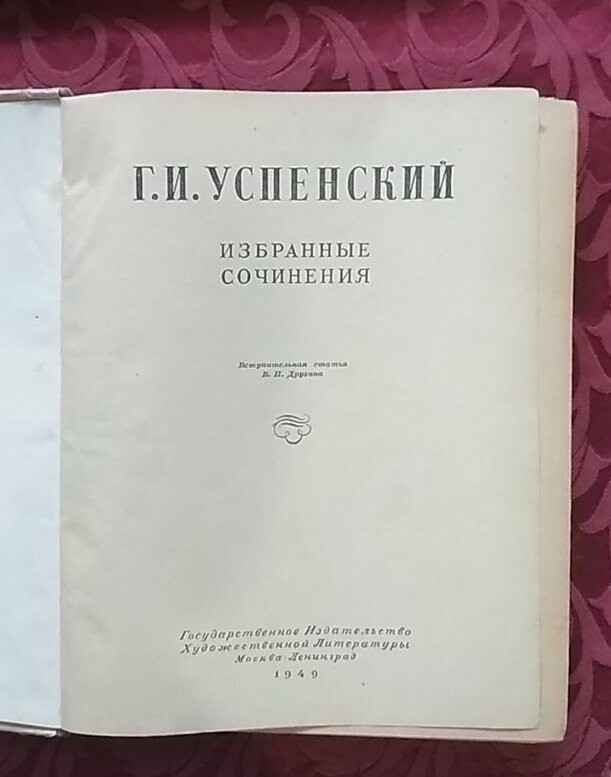 Г.И.УСПЕНСКИЙ
ИЗБРАННЫЕ
СОЧИНЕНИЯ
Вступительная статья
В. П. Друзина
Государственное Издательство
Художественной Литературы
Москва-Ленинград
1949